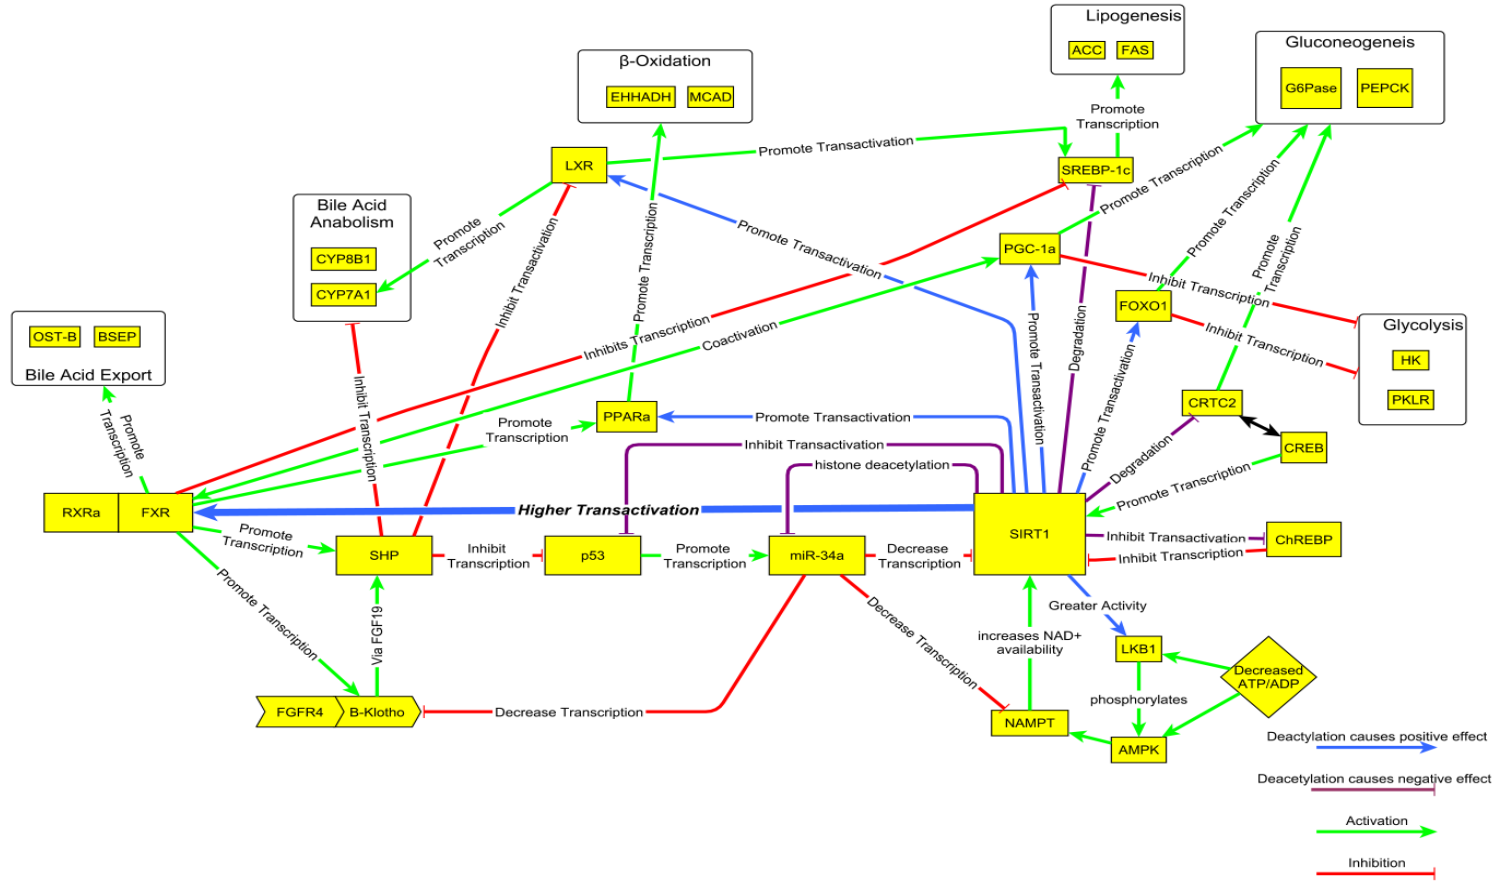 Lipogenesis
ACC
FAS
Gluconeogeneis
G6Pase
PEPCK
β-Oxidation
EHHADH
MCAD
Promote
Transcription
Promote Transactivation
LXR
SREBP-1c
Promote Transcription
Bile Acid
Anabolism
CYP8B1
CYP7A1
Promote
Transcription
Inhibit Transactivation
Promote Transcription
Promote Transactivation
PGC-1a
Promote Transcription
Promote
Transcription
Inhibit Transcription
FOXO1
Inhibit Transcription
Glycolysis
HK
PKLR
OST-B
BSEP
Bile Acid Export
Inhibits Transcription
Coactivation
Degradation
Promote Transactivation
Promote Transactivation
Promote
Transcription
Inhibit Transcription
PPARa
Promote
Transcription
Promote Transactivation
CRTC2
CREB
Inhibit Transactivation
histone deacetylation
Degradation
Promote Transcription
RXRa
FXR
Higher Transactivation
SIRT1
Promote
Transcription
SHP
Inhibit
Transcription
p53
Promote
Transcription
miR-34a
Decrease
Transcription
Inhibit Transactivation
Inhibit Transcription
ChREBP
Promote Transcription
Via FGF19
Decrease Transcription
increases NAD+
availability
Greater Activity
LKB1
Decreased
ATP/ADP
phosphorylates
FGFR4
B-Klotho
Decrease Transcription
NAMPT
AMPK
Deactylation causes positive effect
Deacetylation causes negative effect
Activation
Inhibition